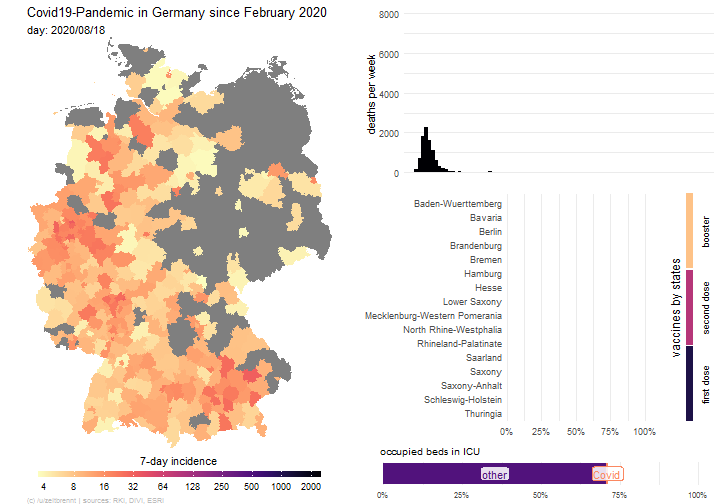 Covid19-Pandemic in Germany since February 2020
day: 2020/08/18
7-day incidence
4 8 16 32 64 128 250 500 1000 2000
(c) /u/zeitbrennt | sources: RKI, DIVI, ESRI
deaths per week
8000
6000
4000
2000
0
Baden-Wuerttemberg
Bavaria
Berlin
Brandenburg
Bremen
Hamburg
Hesse
Lower Saxony
Mecklenburg-Western Pomerania
North Rhine-Westphalia
Rhineland-Palatinate
Saarland
Saxony
Saxony-Anhalt
Schleswig-Holstein
Thuringia
0% 25% 50% 75% 100%
vaccines by states
booster
second dose
first dose
occupied beds in ICU
other Covid
0% 25% 50% 75% 100%